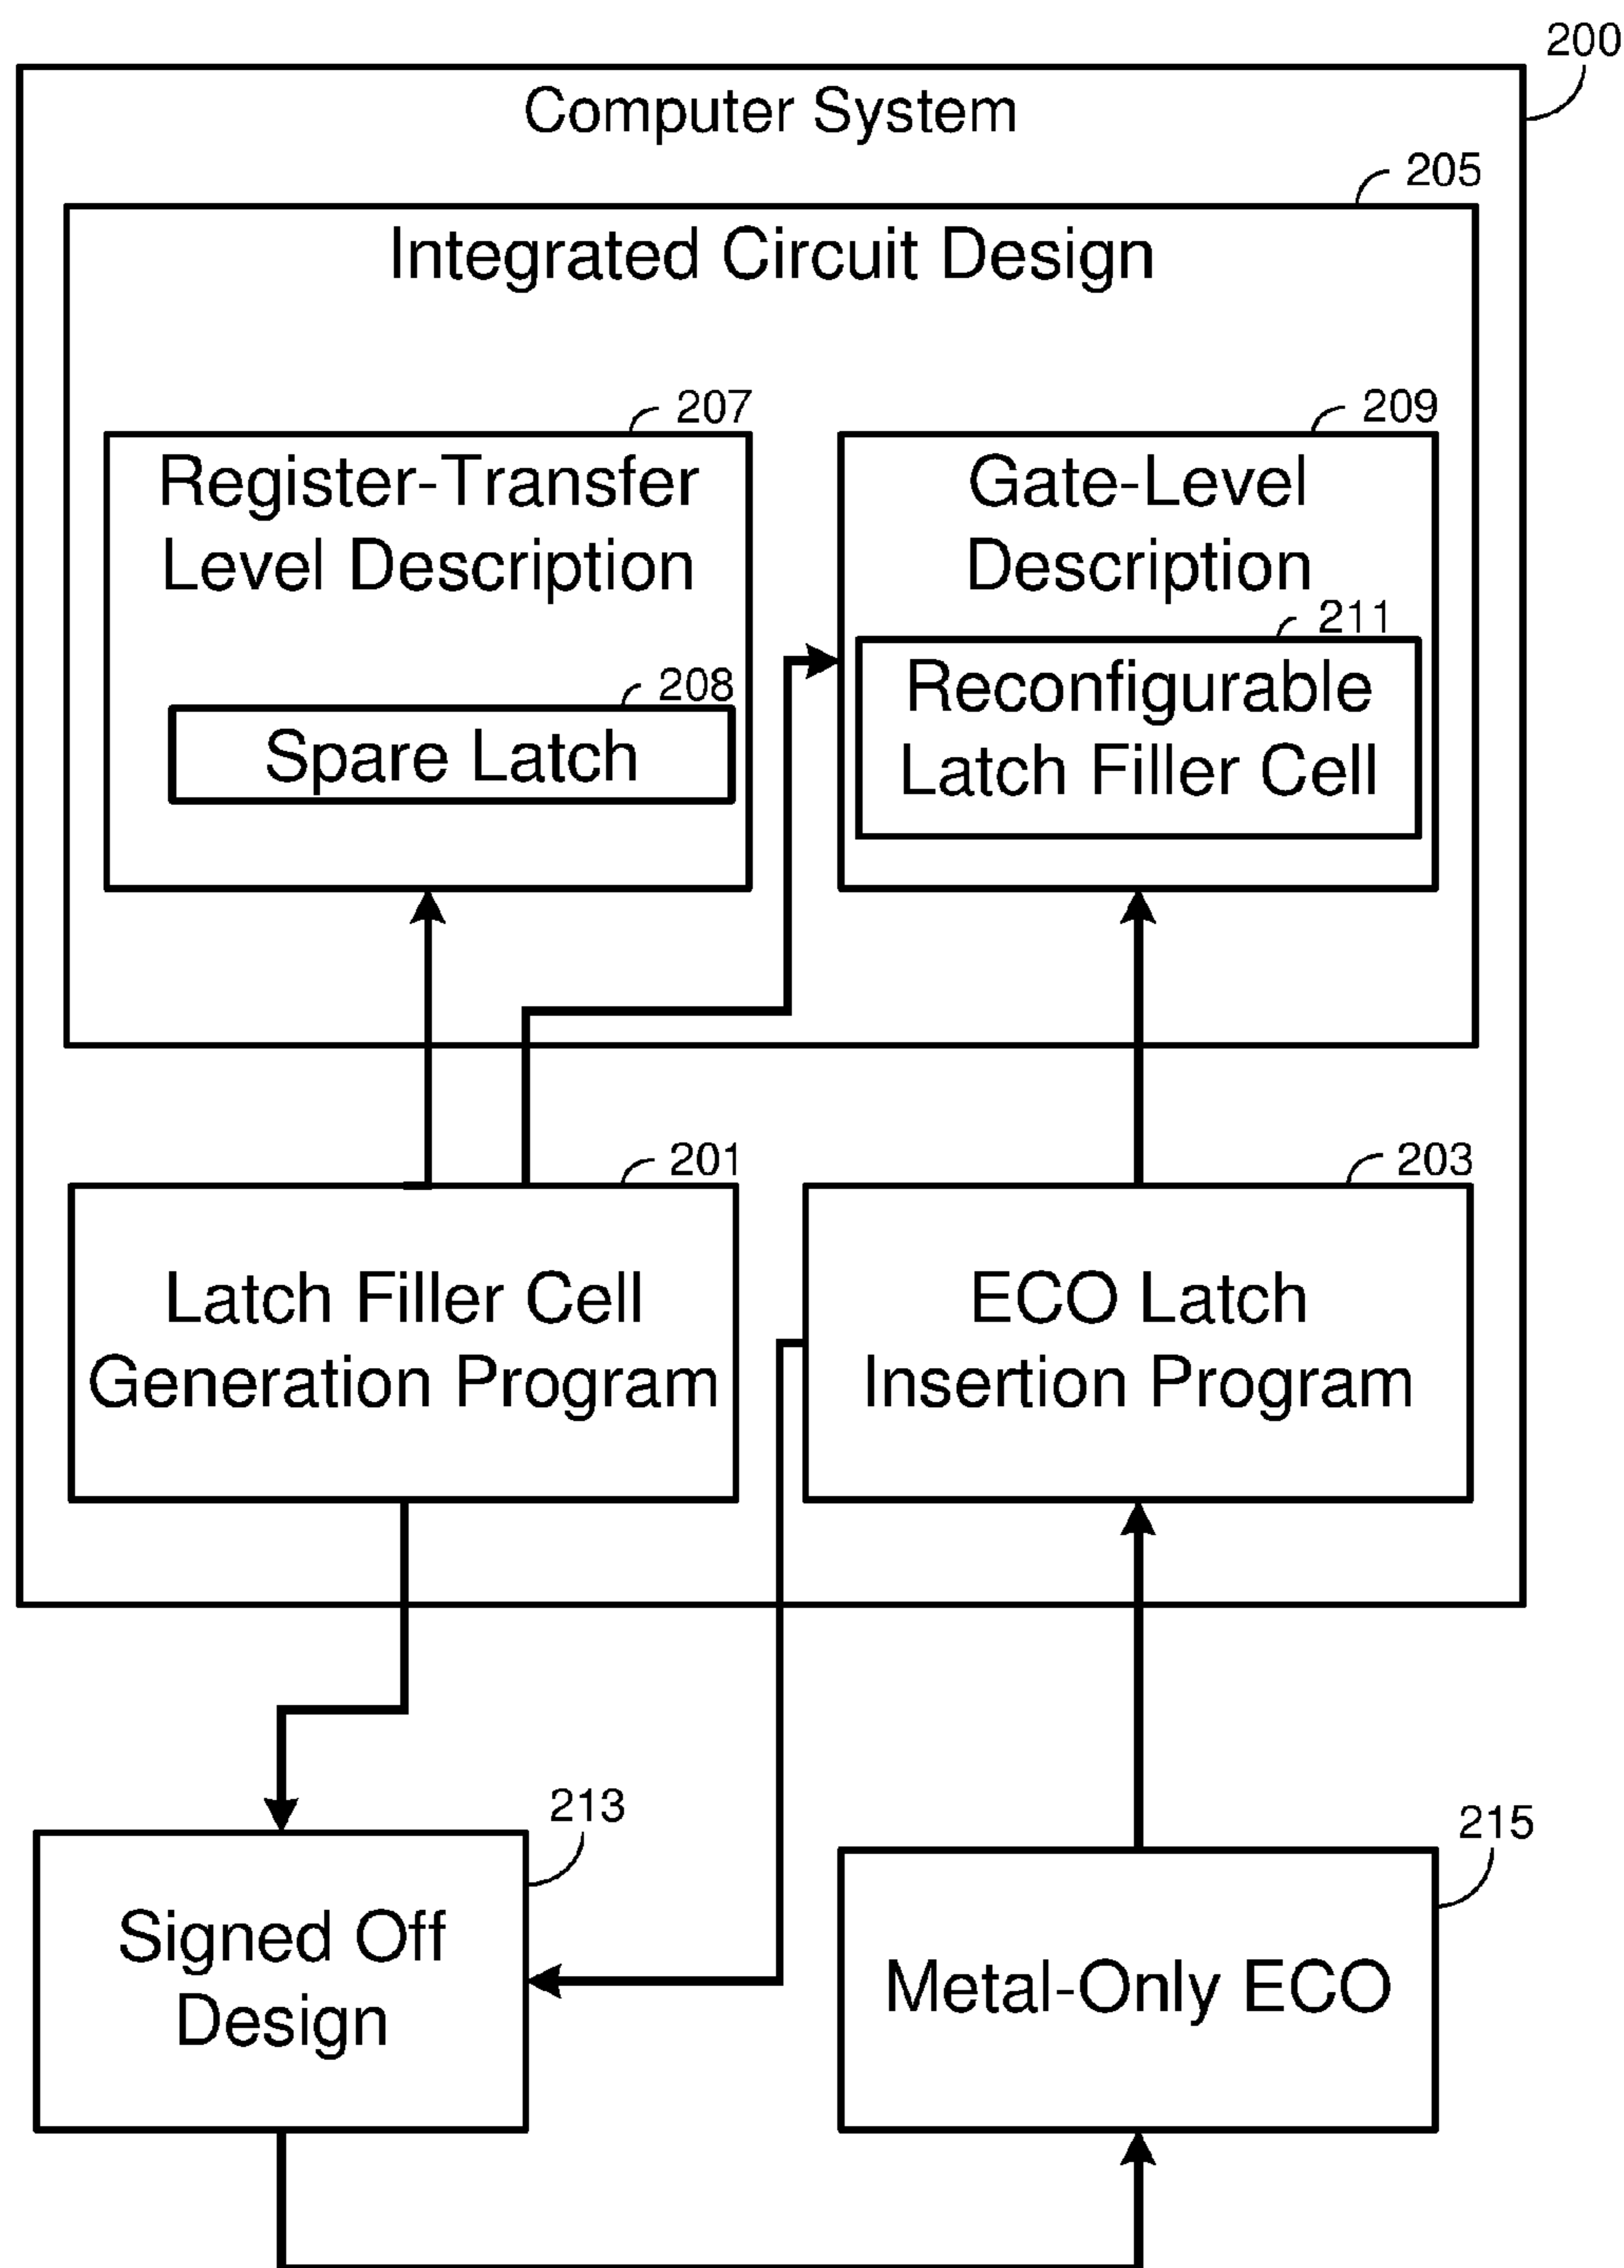 200
Computer System
205
Integrated Circuit Design
207
Register-Transfer
Level Description
208
Spare Latch
209
Gate-Level
Description
211
Reconfigurable
Latch Filler Cell
201
Latch Filler Cell
Generation Program
203
ECO Latch
Insertion Program
213
Signed Off
Design
215
Metal-Only ECO